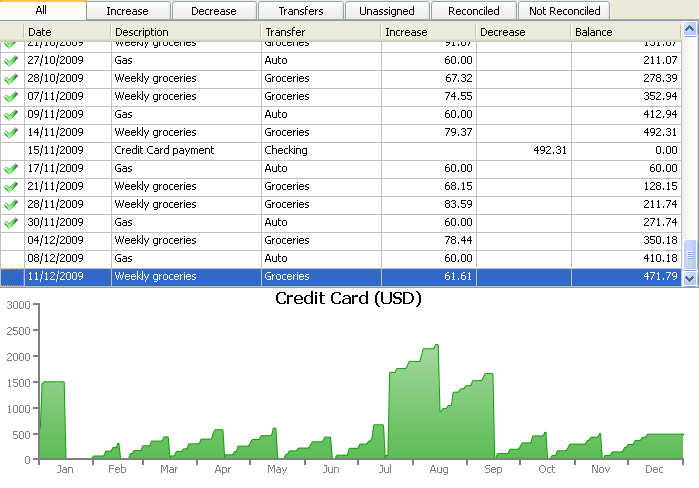 All Increase Decrease Transfers Unassigned Reconciled Not Reconciled
Date Description Transfer Increase Decrease Balance
21/10/2009 Weekly groceries Groceries 91.67 151.07
27/10/2009 Gas Auto 60.00 211.07
28/10/2009 Weekly groceries Groceries 67.32 278.39
07/11/2009 Weekly groceries Groceries 74.55 352.94
09/11/2009 Gas Auto 60.00 412.94
14/11/2009 Weekly groceries Groceries 79.37 492.31
15/11/2009 Credit Card payment Checking 492.31 0.00
17/11/2009 Gas Auto 60.00 60.00
21/11/2009 Weekly groceries Groceries 68.15 128.15
28/11/2009 Weekly groceries Groceries 83.59 211.74
30/11/2009 Gas Auto 60.00 271.74
04/12/2009 Weekly groceries Groceries 78.44 350.18
08/12/2009 Gas Auto 60.00 410.18
11/12/2009 Weekly groceries Groceries 61.61 471.79
Credit Card (USD)
3000
2500
2000
1500
1000
500
0
Jan Feb Mar Apr May Jun Jul Aug Sep Oct Nov Dec